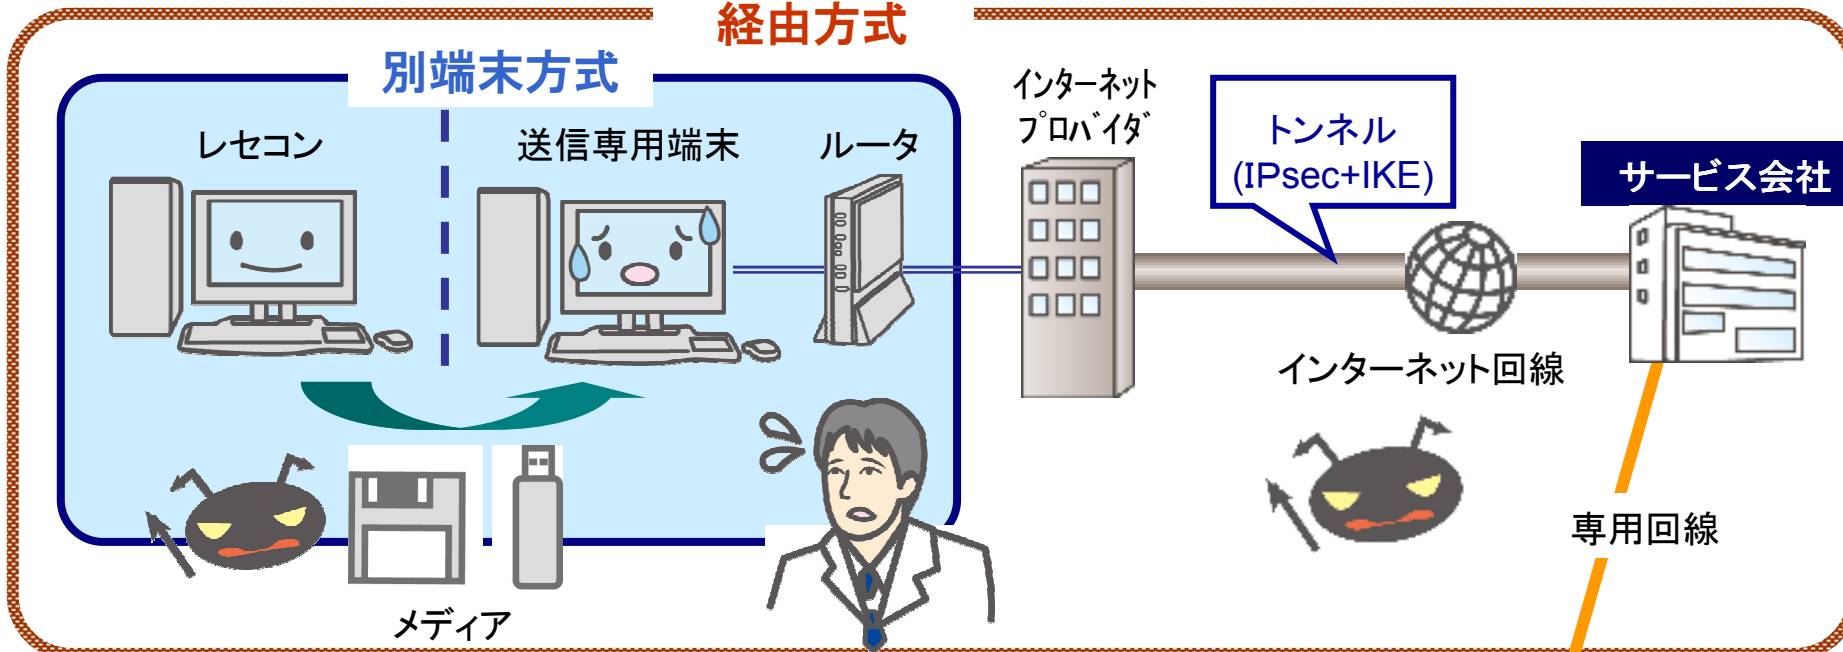 経由方式
別端末方式
レセコン
送信専用端末
ルータ
インターネット
プロバイダ
トンネル
(IPsec+IKE)
サービス会社
インターネット回線
専用回線
メディア